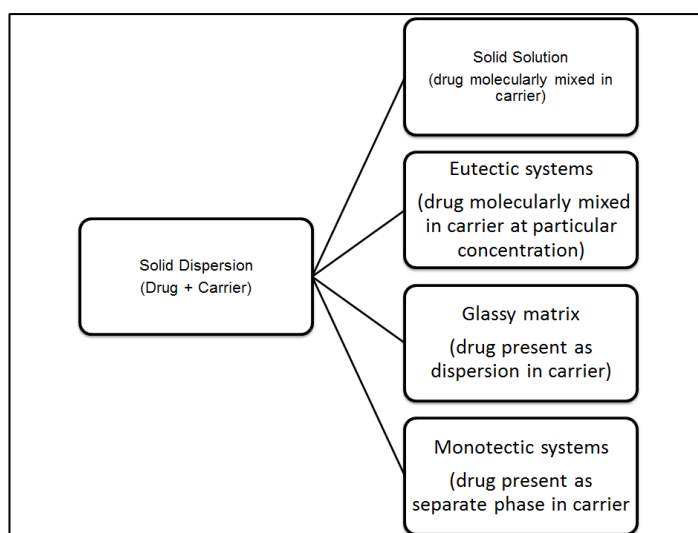 Solid Solution
(drug molecularly mixed in
carrier)
Eutectic systems
(drug molecularly mixed
in carrier at particular
concentration)
Solid Dispersion
(Drug + Carrier)
Glassy matrix
(drug present as
dispersion in carrier)
Monotectic systems
(drug present as
separate phase in carrier